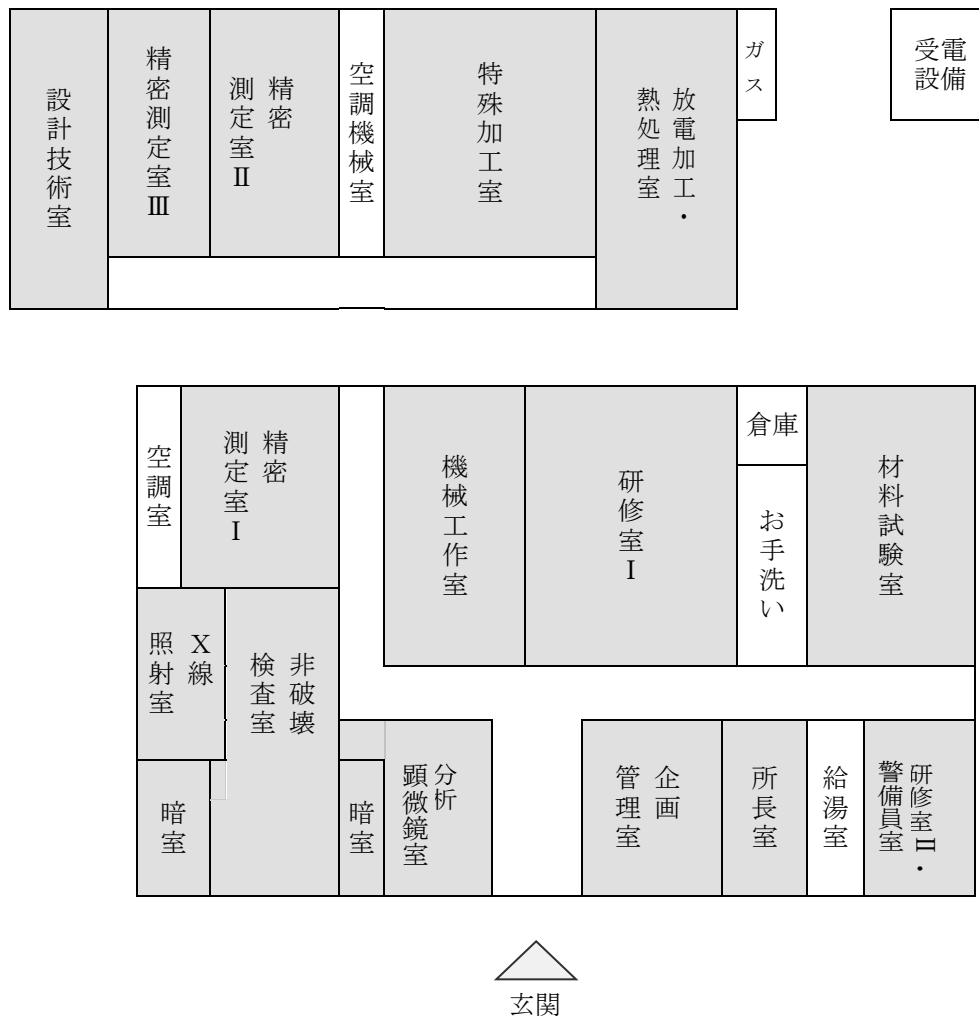 設計技術室
精密測定室Ⅲ
精密
測定室Ⅱ
空調機械室
特殊加工室
放電加工・
熱処理室
ガス
受電
設備
空調室
精密
測定室Ⅰ
機械工作室
研修室Ⅰ
倉庫
お手洗い
材料試験室
X線
照射室
非破壊
検査室
暗室
暗室
分析
顕微鏡室
企画
管理室
所長室
給湯室
研修室Ⅱ・
警備員室
玄関